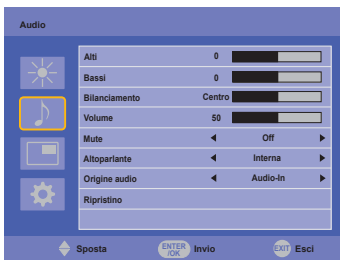 Audio
Alti 0
Bassi 0
Bilanciamento Centro
Volume 50
Mute Off
Altoparlante Interna
Origine audio Audio-In
Ripristino
Sposta ENTER /OK Invio EXIT Esci